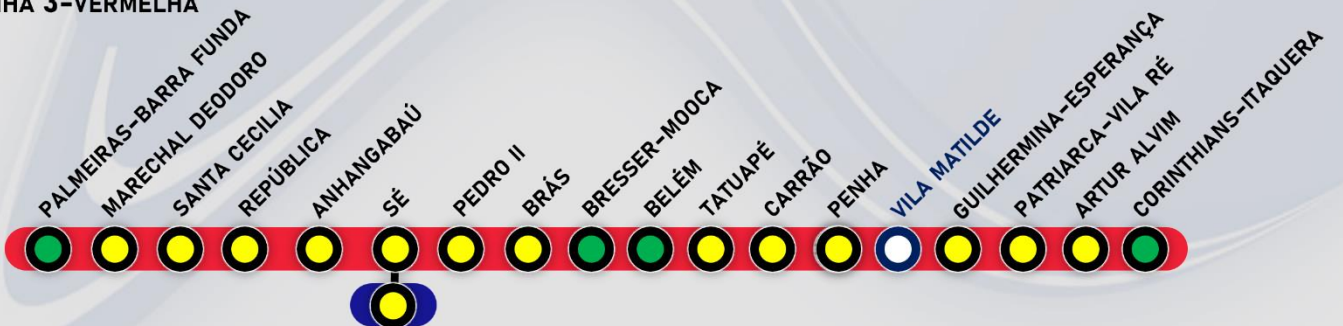 3-VERMELHA
PALMEIRAS-BARRA FUNDA
MARECHAL DEODORO
SANTA CECILIA
REPÚBLICA
ANHANGABAÚ
SÉ
PEDRO II
BRÁS
BRESSER-MOOCA
BELÉM
TATUAPÉ
CARRÃO
PENHA
VILA MATILDE
GUILHERMINA-ESPERANÇA
PATRIARCA-VILA RÉ
ARTUR ALVIM
CORINTHIANS-ITAQUERA